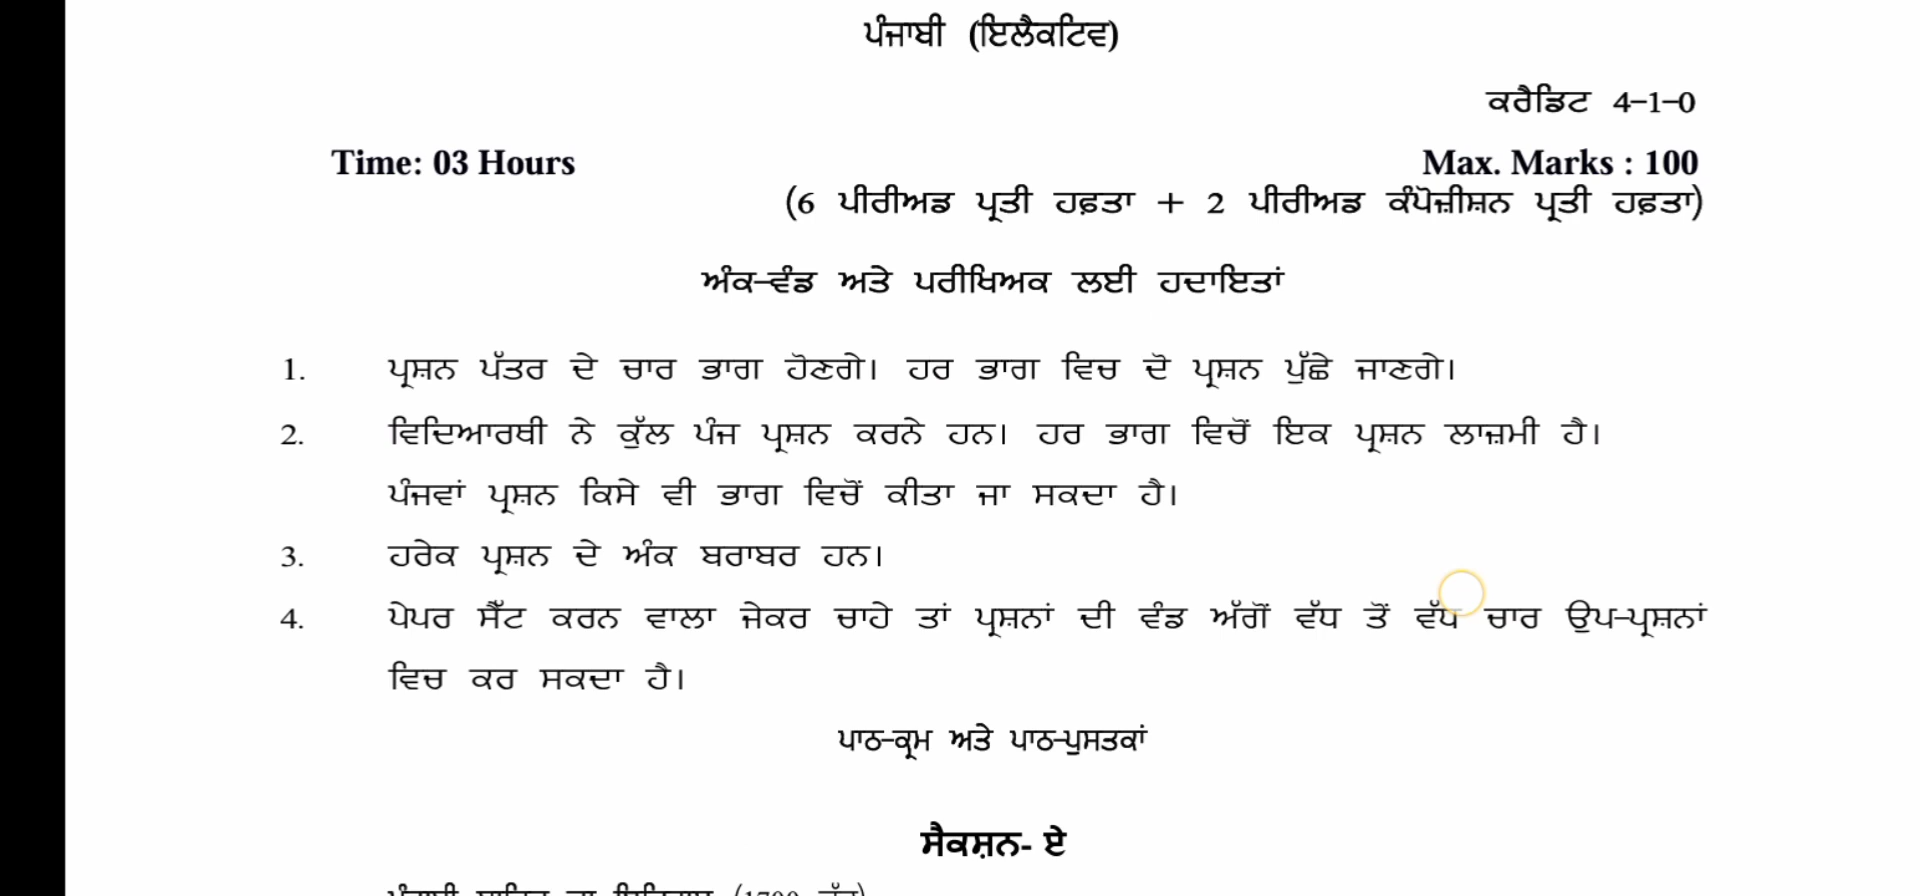 ਪੰਜਾਬੀ (ਇਲੈਕਟਿਵ)
ਕਰੈਡਿਟ 4-1-0
Time: 03 Hours Max. Marks : 100
(6 ਪੀਰੀਅਡ ਪ੍ਰਤੀ ਹਫ਼ਤਾ + 2 ਪੀਰੀਅਡ ਕੰਪੋਜ਼ੀਸ਼ਨ ਪ੍ਰਤੀ ਹਫ਼ਤਾ)
ਅੰਕ-ਵੰਡ ਅਤੇ ਪਰੀਖਿਅਕ ਲਈ ਹਦਾਇਤਾਂ
1. ਪ੍ਰਸ਼ਨ ਪੱਤਰ ਦੇ ਚਾਰ ਭਾਗ ਹੋਣਗੇ। ਹਰ ਭਾਗ ਵਿਚ ਦੋ ਪ੍ਰਸ਼ਨ ਪੁੱਛੇ ਜਾਣਗੇ।
2. ਵਿਦਿਆਰਥੀ ਨੇ ਕੁੱਲ ਪੰਜ ਪ੍ਰਸ਼ਨ ਕਰਨੇ ਹਨ। ਹਰ ਭਾਗ ਵਿਚੋਂ ਇਕ ਪ੍ਰਸ਼ਨ ਲਾਜ਼ਮੀ ਹੈ।
ਪੰਜਵਾਂ ਪ੍ਰਸ਼ਨ ਕਿਸੇ ਵੀ ਭਾਗ ਵਿਚੋਂ ਕੀਤਾ ਜਾ ਸਕਦਾ ਹੈ।
3. ਹਰੇਕ ਪ੍ਰਸ਼ਨ ਦੇ ਅੰਕ ਬਰਾਬਰ ਹਨ।
4. ਪੇਪਰ ਸੈੱਟ ਕਰਨ ਵਾਲਾ ਜੇਕਰ ਚਾਹੇ ਤਾਂ ਪ੍ਰਸ਼ਨਾਂ ਦੀ ਵੰਡ ਅੱਗੋਂ ਵੱਧ ਤੋਂ ਵੱਧ ਚਾਰ ਉਪ-ਪ੍ਰਸ਼ਨਾਂ
ਵਿਚ ਕਰ ਸਕਦਾ ਹੈ।
ਪਾਠ-ਕ੍ਰਮ ਅਤੇ ਪਾਠ-ਪੁਸਤਕਾਂ
ਸੈਕਸ਼ਨ- ਏ